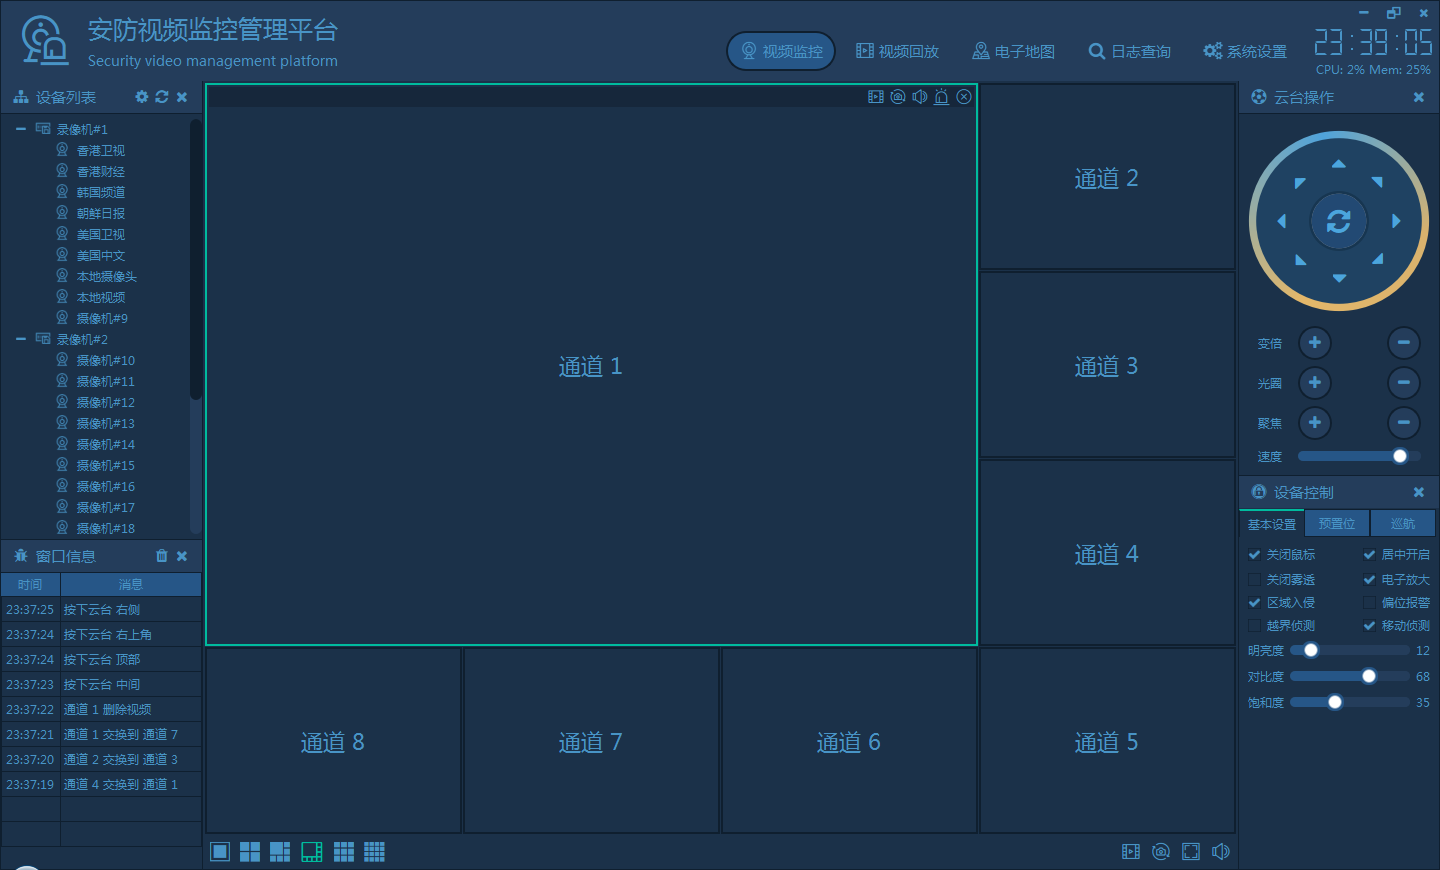 安防视频监控管理平台
Security video management platform
视频监控
视频回放
电子地图
日志查询
系统设置
23:39:05
CPU: 2% Mem: 25%
设备列表
录像机#1
香港卫视
香港财经
韩国频道
朝鲜日报
美国卫视
美国中文
本地摄像头
本地视频
摄像机#9
录像机#2
摄像机#10
摄像机#11
摄像机#12
摄像机#13
摄像机#14
摄像机#15
摄像机#16
摄像机#17
摄像机#18
窗口信息
时间 消息
23:37:25 按下云台 右侧
23:37:24 按下云台 右上角
23:37:24 按下云台 顶部
23:37:23 按下云台 中间
23:37:22 通道 1 删除视频
23:37:21 通道 1 交换到 通道 7
23:37:20 通道 2 交换到 通道 3
23:37:19 通道 4 交换到 通道 1
通道 1
通道 2
通道 3
通道 4
通道 8
通道 7
通道 6
通道 5
云台操作
变倍
光圈
聚焦
速度
设备控制
基本设置 预置位 巡航
关闭鼠标 居中开启
关闭雾透 电子放大
区域入侵 偏位报警
越界侦测 移动侦测
明亮度 12
对比度 68
饱和度 35